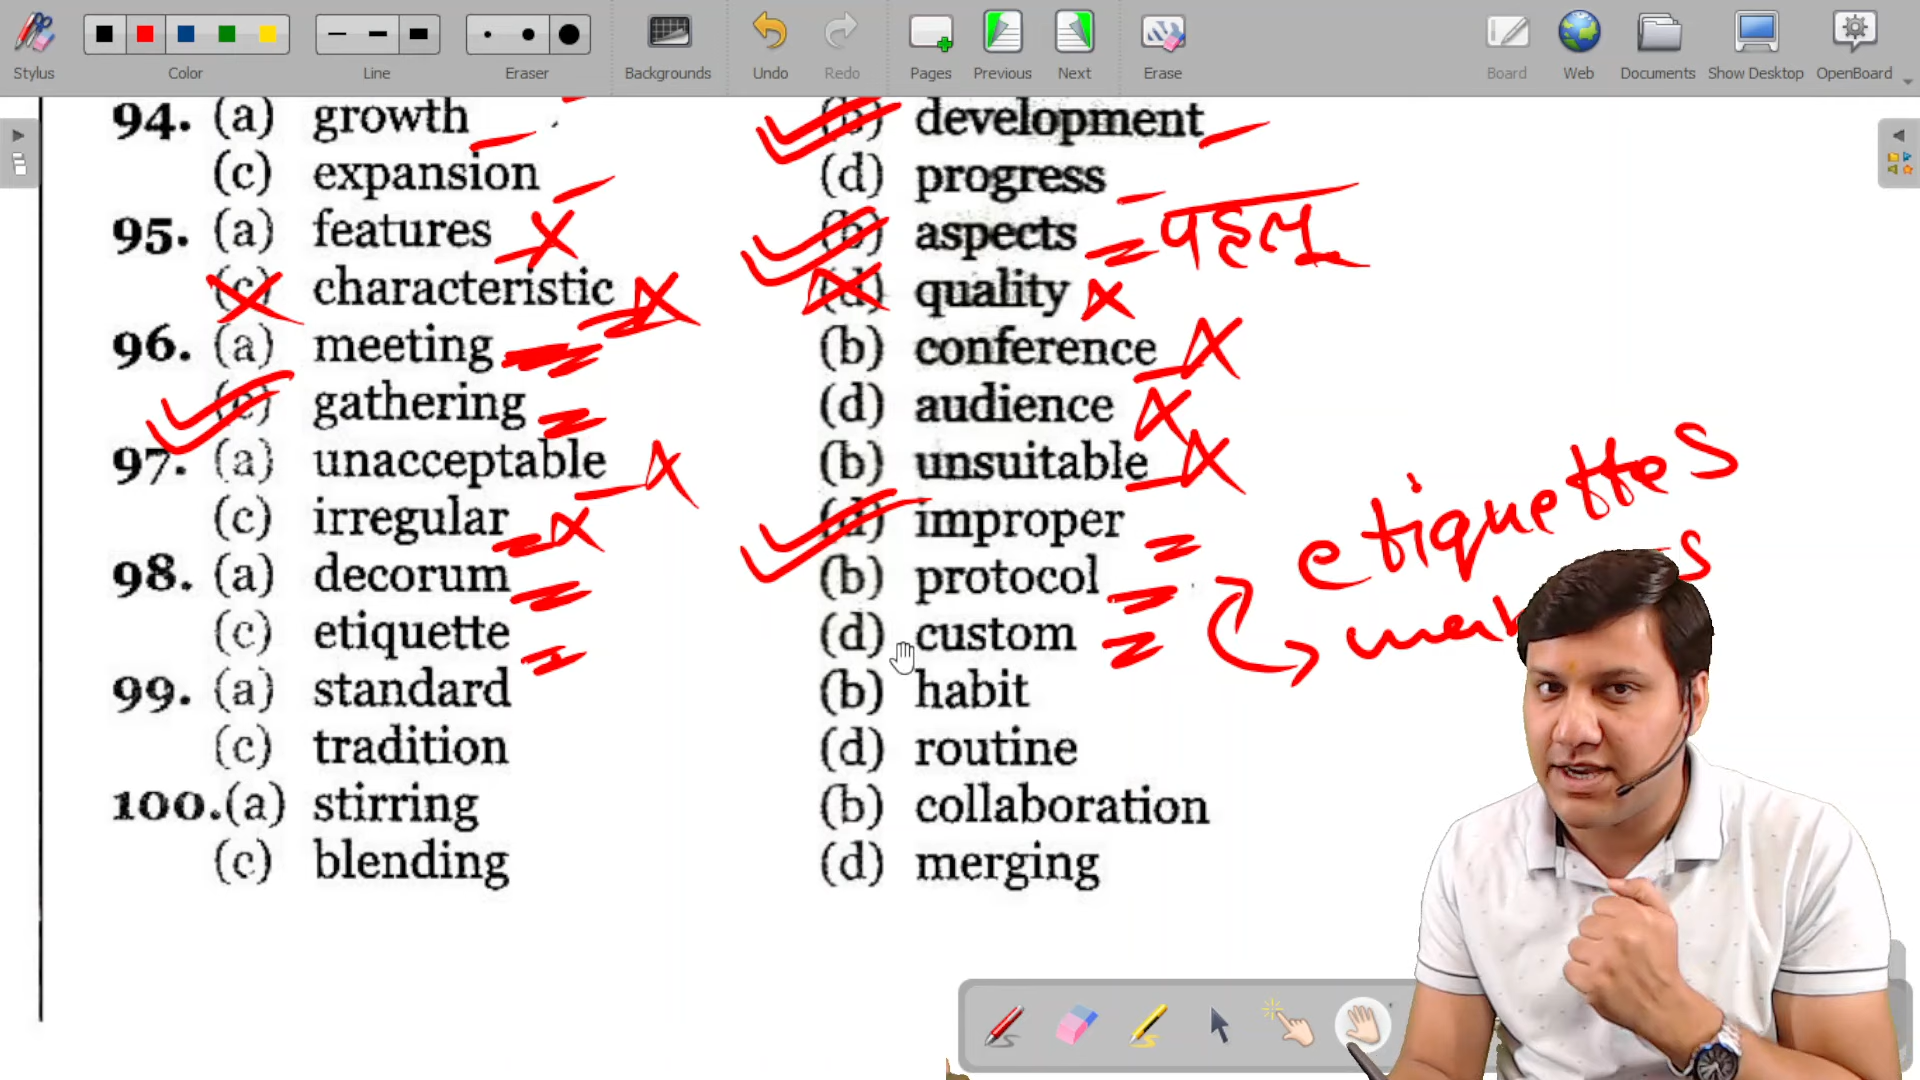 Stylus Color Line Eraser Backgrounds Undo Redo Pages Previous Next Erase Board Web Documents Show Desktop OpenBoard
94. (a) growth (b) development
(c) expansion (d) progress
95. (a) features (b) aspects पहलू
(c) characteristic (d) quality
96. (a) meeting (b) conference
(c) gathering (d) audience
97. (a) unacceptable (b) unsuitable
(c) irregular (d) improper
etiquettes
98. (a) decorum (b) protocol
(c) etiquette (d) custom
99. (a) standard (b) habit
(c) tradition (d) routine
100.(a) stirring (b) collaboration
(c) blending (d) merging